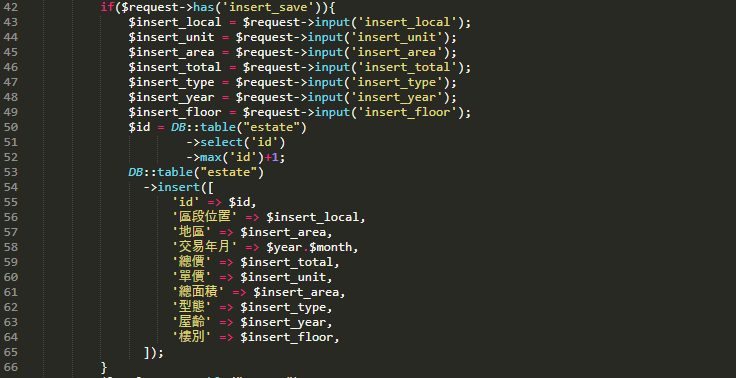 42 if($request->has('insert_save')){
43 $insert_local = $request->input('insert_local');
44 $insert_unit = $request->input('insert_unit');
45 $insert_area = $request->input('insert_area');
46 $insert_total = $request->input('insert_total');
47 $insert_type = $request->input('insert_type');
48 $insert_year = $request->input('insert_year');
49 $insert_floor = $request->input('insert_floor');
50 $id = DB::table("estate")
51 ->select('id')
52 ->max('id')+1;
53 DB::table("estate")
54 ->insert([
55 'id' => $id,
56 '區段位置' => $insert_local,
57 '地區' => $insert_area,
58 '交易年月' => $year.$month,
59 '總價' => $insert_total,
60 '單價' => $insert_unit,
61 '總面積' => $insert_area,
62 '型態' => $insert_type,
63 '屋齡' => $insert_year,
64 '樓別' => $insert_floor,
65 ]);
66 }